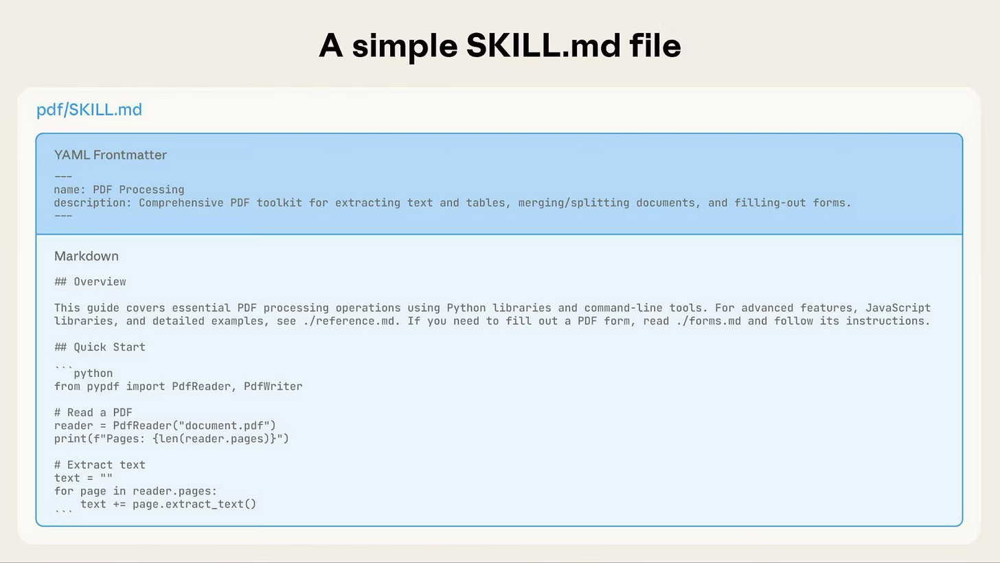 A simple SKILL.md file
pdf/SKILL.md
YAML Frontmatter
---
name: PDF Processing
description: Comprehensive PDF toolkit for extracting text and tables, merging/splitting documents, and filling-out forms.
---
Markdown
## Overview
This guide covers essential PDF processing operations using Python libraries and command-line tools. For advanced features, JavaScript
libraries, and detailed examples, see ./reference.md. If you need to fill out a PDF form, read ./forms.md and follow its instructions.
## Quick Start
```python
from pypdf import PdfReader, PdfWriter
# Read a PDF
reader = PdfReader("document.pdf")
print(f"Pages: {len(reader.pages)}")
# Extract text
text = ""
for page in reader.pages:
    text += page.extract_text()
```